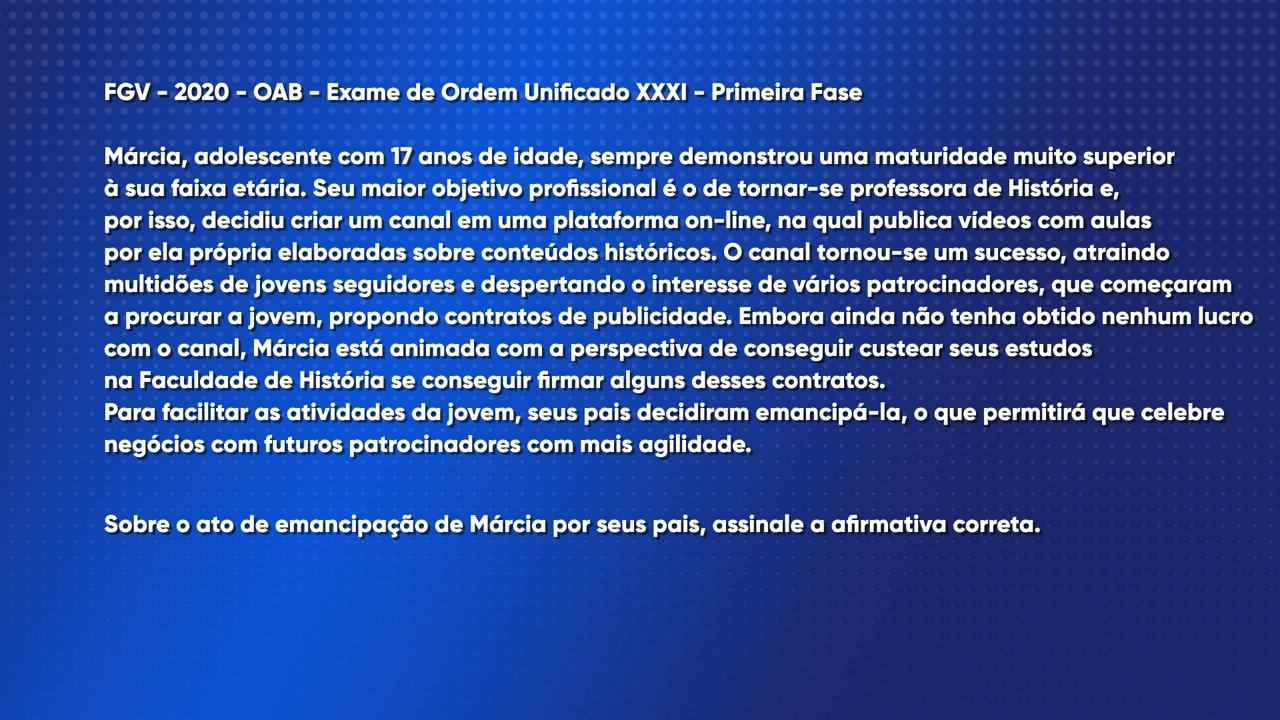 FGV - 2020 - OAB - Exame de Ordem Unificado XXXI - Primeira Fase
Márcia, adolescente com 17 anos de idade, sempre demonstrou uma maturidade muito superior
à sua faixa etária. Seu maior objetivo profissional é o de tornar-se professora de História e,
por isso, decidiu criar um canal em uma plataforma on-line, na qual publica vídeos com aulas
por ela própria elaboradas sobre conteúdos históricos. O canal tornou-se um sucesso, atraindo
multidões de jovens seguidores e despertando o interesse de vários patrocinadores, que começaram
a procurar a jovem, propondo contratos de publicidade. Embora ainda não tenha obtido nenhum lucro
com o canal, Márcia está animada com a perspectiva de conseguir custear seus estudos
na Faculdade de História se conseguir firmar alguns desses contratos.
Para facilitar as atividades da jovem, seus pais decidiram emancipá-la, o que permitirá que celebre
negócios com futuros patrocinadores com mais agilidade.
Sobre o ato de emancipação de Márcia por seus pais, assinale a afirmativa correta.